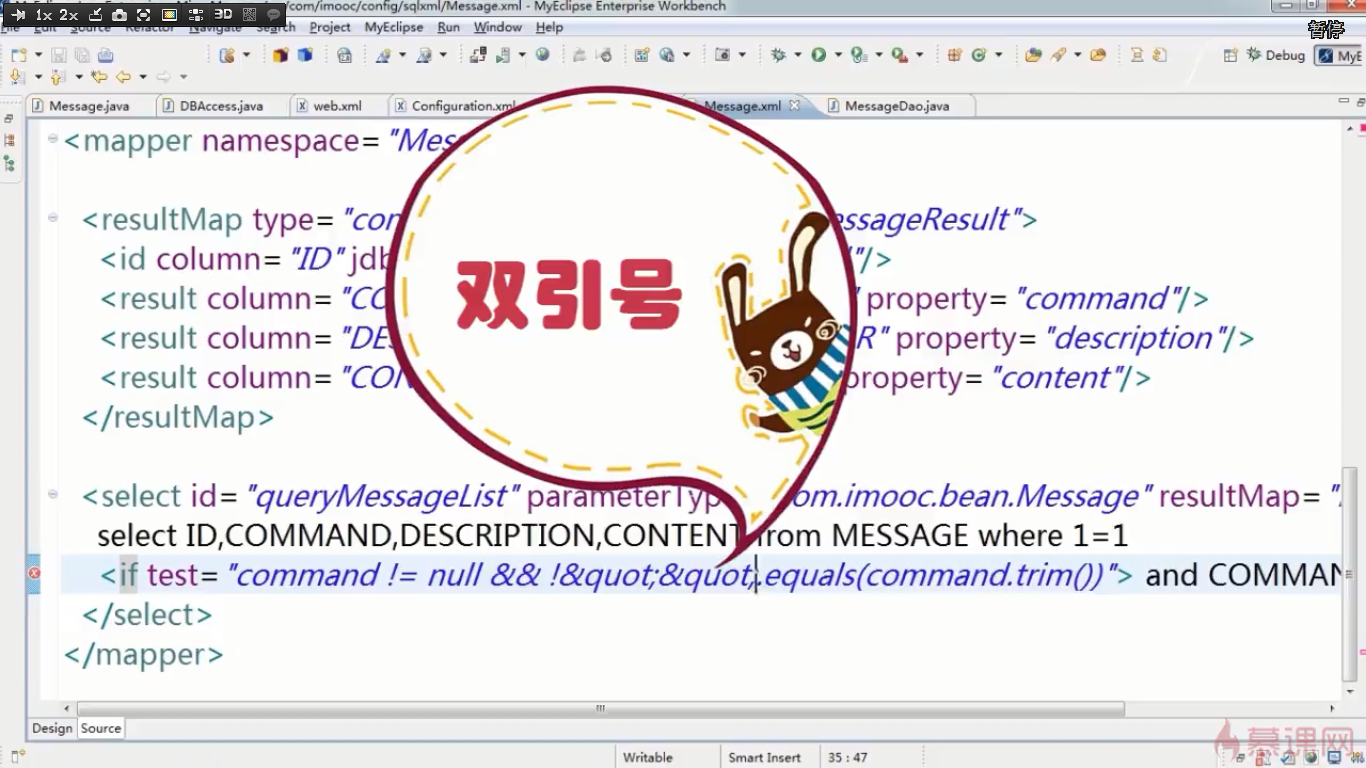 1x 2x 3D /com/imooc/config/sqlxml/Message.xml - MyEclipse Enterprise Workbench
暂停
File Edit Source Refactor Navigate Search Project MyEclipse Run Window Help
Debug MyE
Message.java DBAccess.java web.xml Configuration.xml Message.xml MessageDao.java
<mapper namespace= "Mes
<resultMap type= "con essageResult">
<id column= "ID" jdb "/>
<result column= "CO property= "command"/>
<result column= "DES R" property= "description"/>
<result column= "CON property= "content"/>
</resultMap>
双引号
<select id= "queryMessageList" parameterTyp om.imooc.bean.Message" resultMap= "
select ID,COMMAND,DESCRIPTION,CONTENT from MESSAGE where 1=1
<if test= "command != null && !&quot;&quot;.equals(command.trim())"> and COMMAN
</select>
</mapper>
Design Source
慕课网
Writable Smart Insert 35 : 47